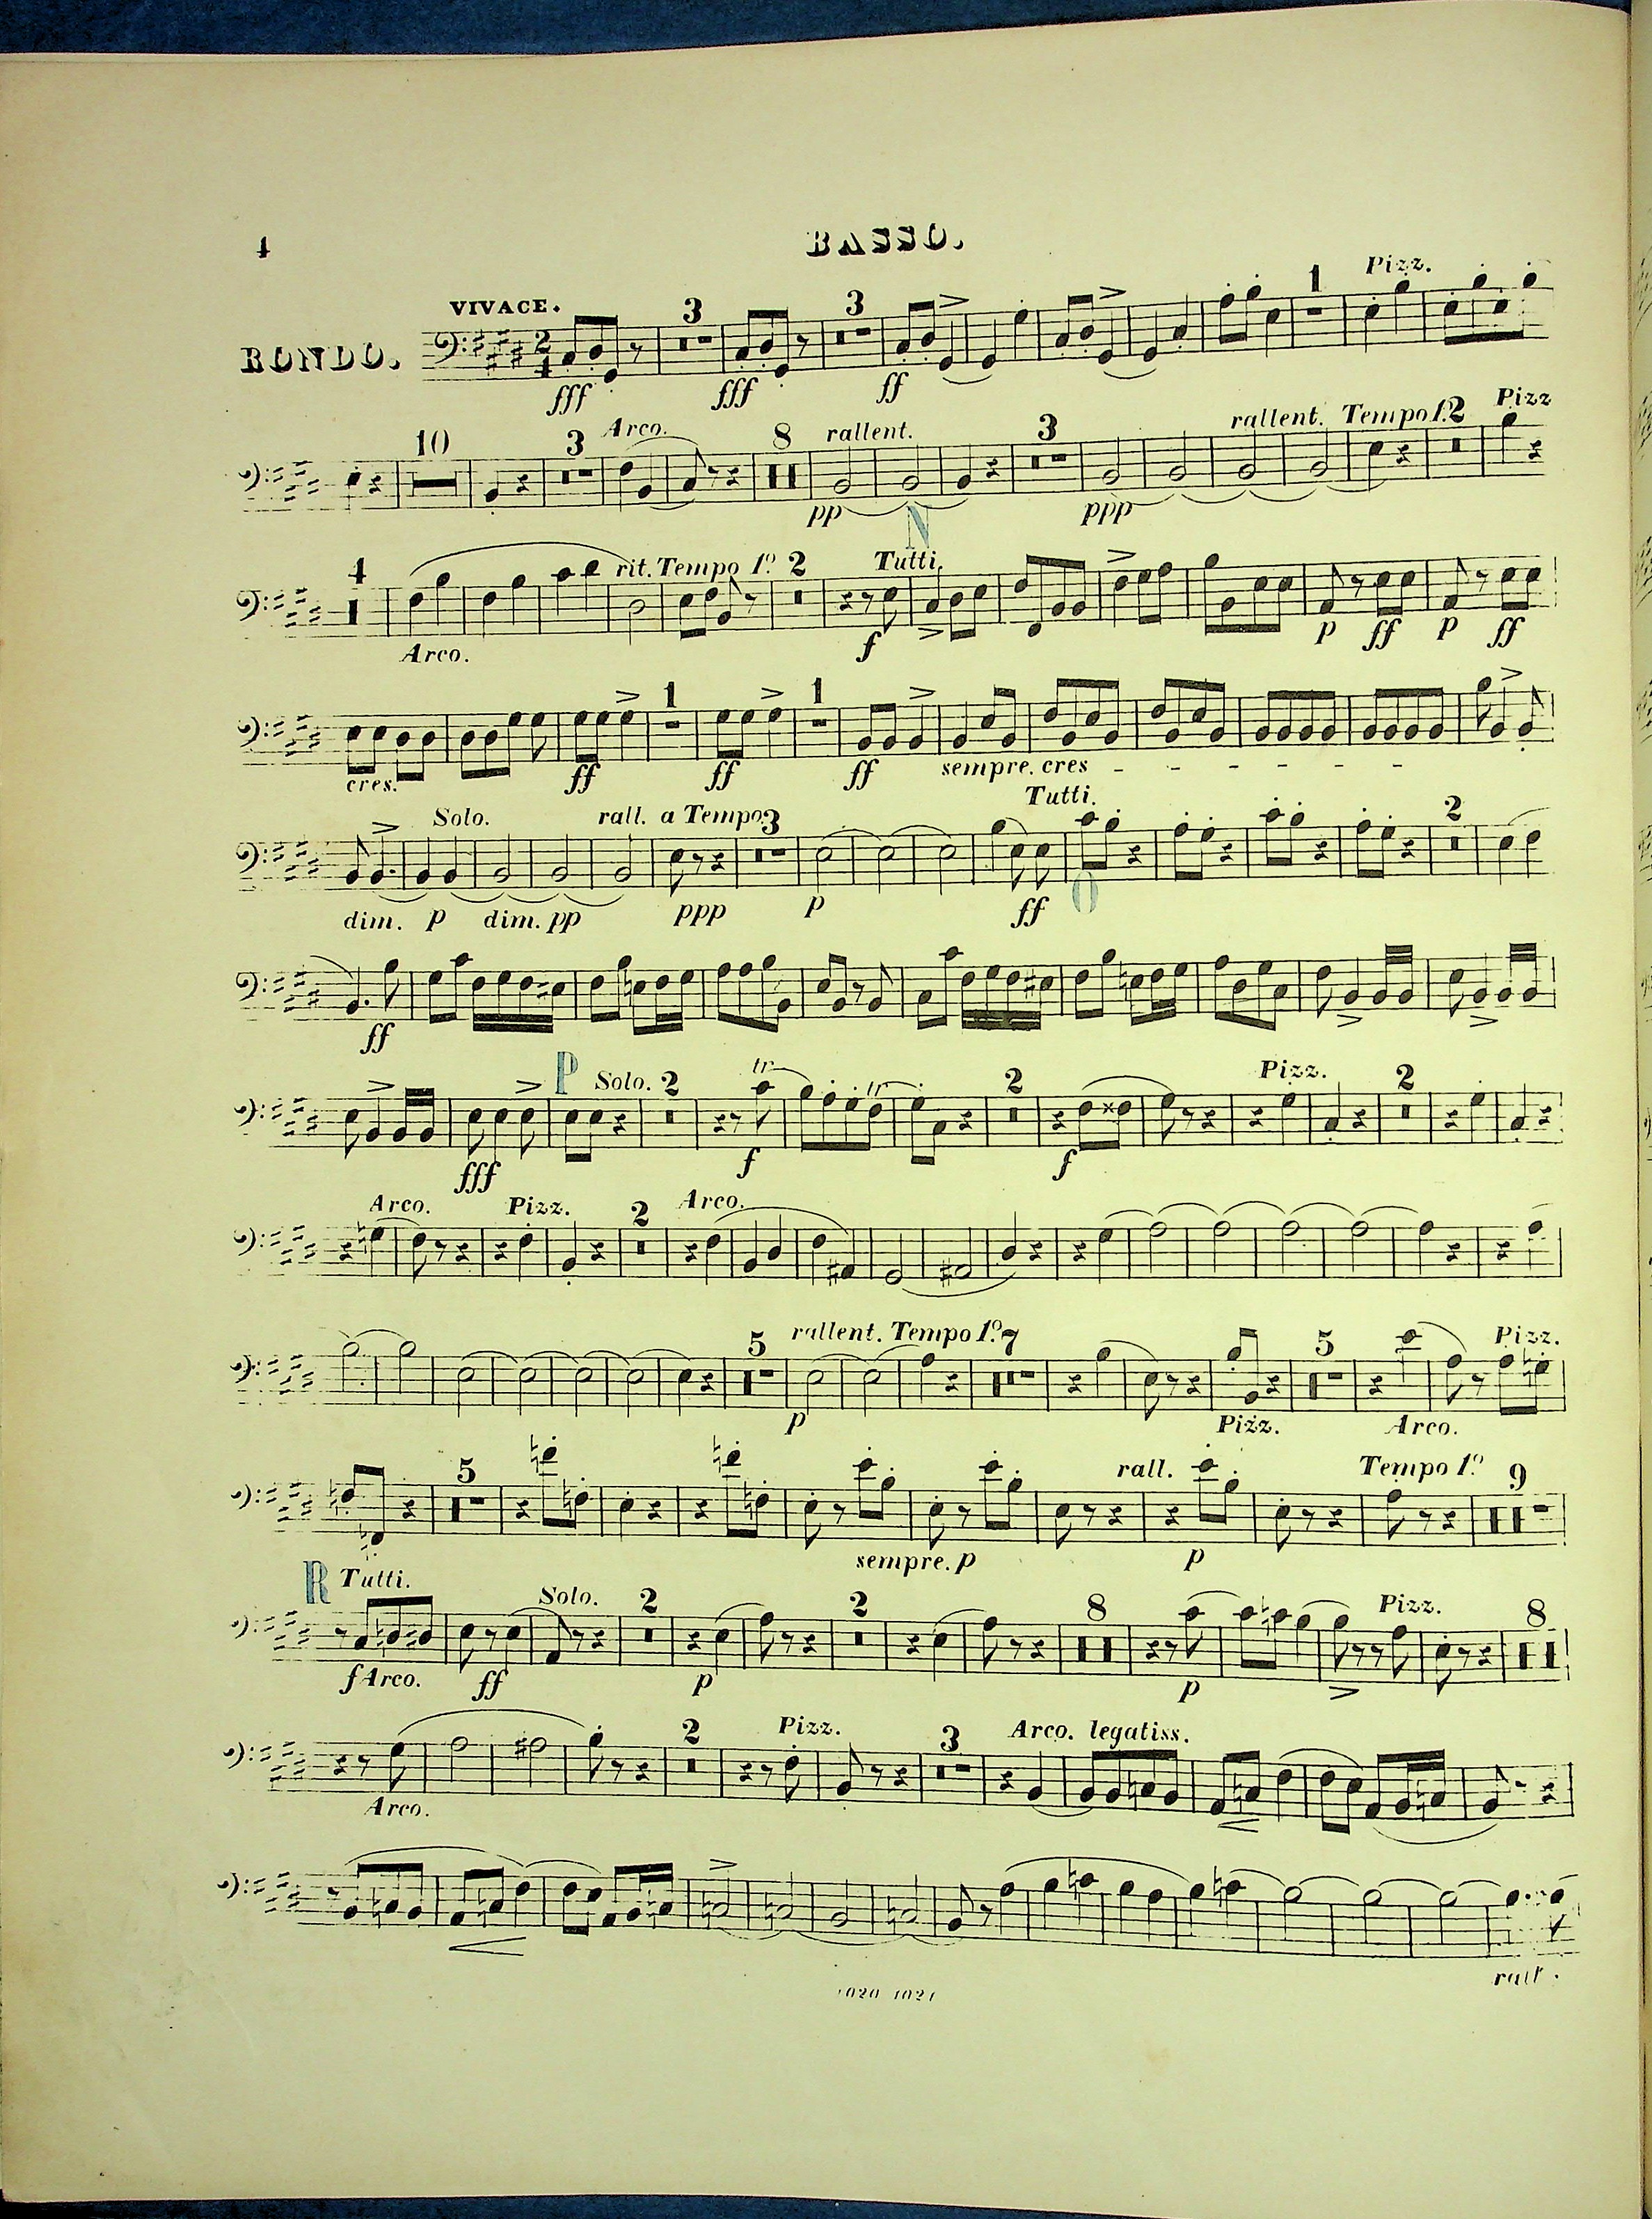 4 BASSO.
VIVACE. 3 3 1 Pizz.
RONDO. 2 4
fff fff ff
10 3 Arco. 8 rallent. 3 rallent. Tempo 1º 2 Pizz
pp ppp
N
4 rit. Tempo 1º 2 Tutti.
Arco. f p ff p ff
1 1
cres. ff ff ff sempre. cres - - - - - -
Solo. rall. a Tempo. 3 Tutti. 2
dim. p dim. pp ppp p ff O
ff
P Solo. 2 tr tr 2 Pizz. 2
fff f f
Arco. Pizz. 2 Arco.
5 rallent. Tempo 1º 7 5 Pizz.
p Pizz. Arco.
5 rall. Tempo 1º 9
sempre. p p
R Tutti. Solo. 2 2 8 Pizz. 8
f Arco. ff p p
2 Pizz. 3 Arco. legatiss.
Arco.
rall.
1020 1021